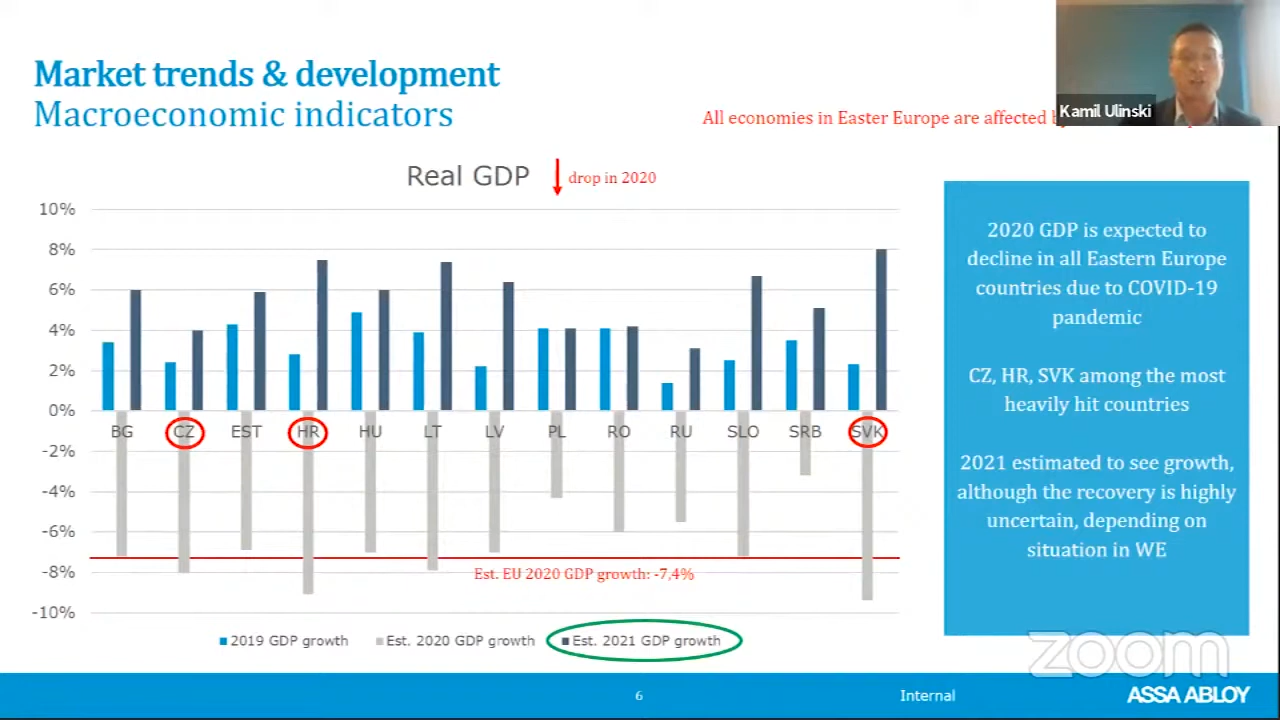 Market trends & development
Macroeconomic indicators
Kamil Ulinski
All economies in Easter Europe are affected
Real GDP
drop in 2020
10%
8%
6%
4%
2%
0%
-2%
-4%
-6%
-8%
-10%
BG CZ EST HR HU LT LV PL RO RU SLO SRB SVK
Est. EU 2020 GDP growth: -7,4%
2019 GDP growth Est. 2020 GDP growth Est. 2021 GDP growth
2020 GDP is expected to
decline in all Eastern Europe
countries due to COVID-19
pandemic
CZ, HR, SVK among the most
heavily hit countries
2021 estimated to see growth,
although the recovery is highly
uncertain, depending on
situation in WE
zoom
6
Internal
ASSA ABLOY